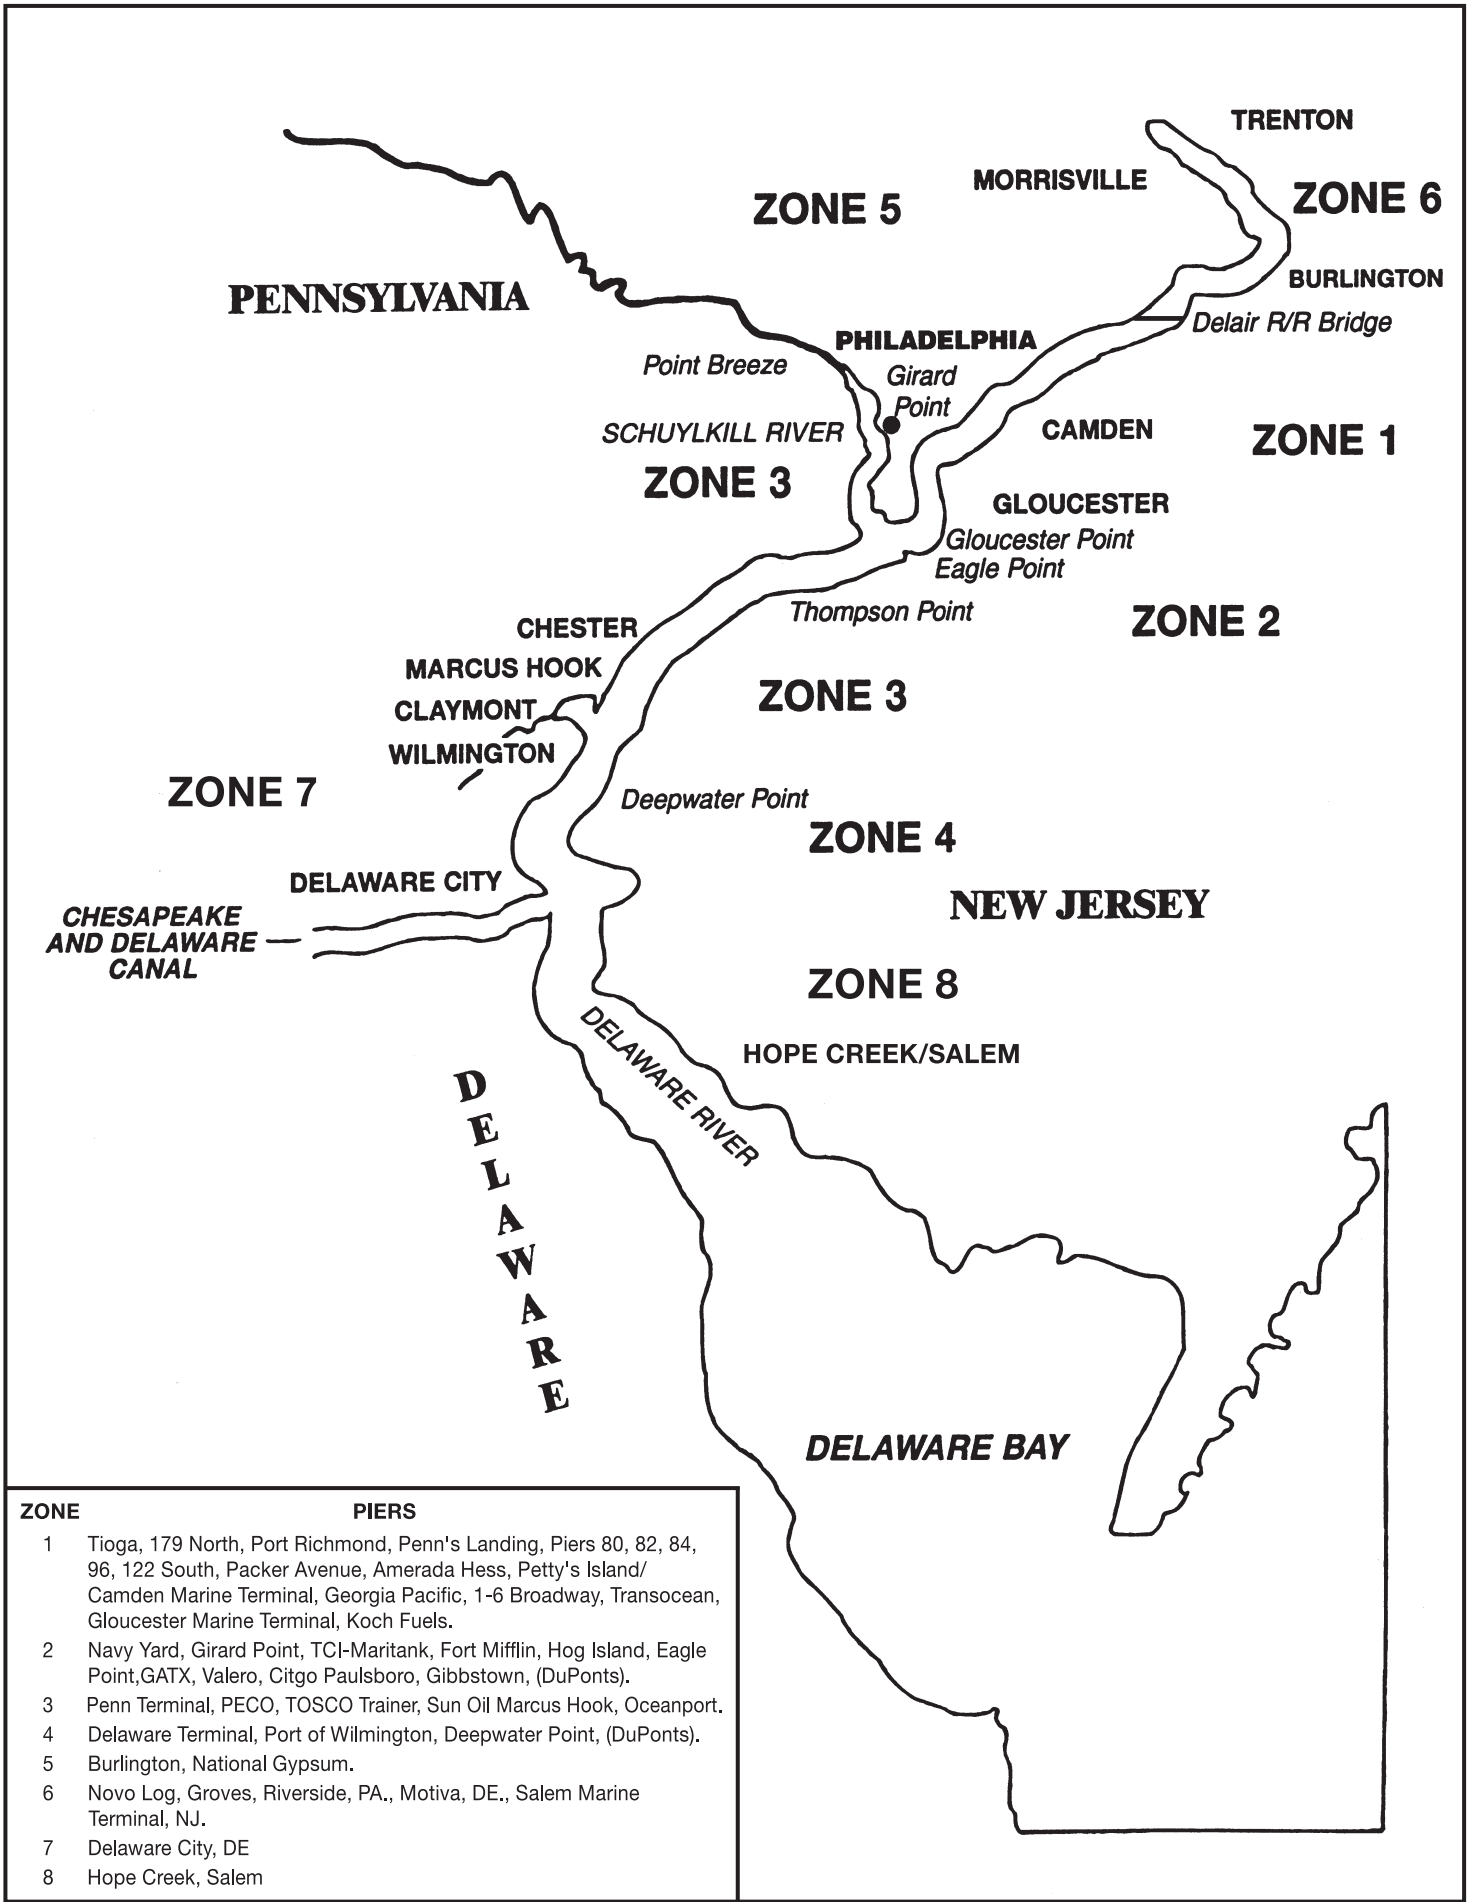 TRENTON
MORRISVILLE
ZONE 5
ZONE 6
PENNSYLVANIA
BURLINGTON
Delair R/R Bridge
PHILADELPHIA
Point Breeze
Girard
Point
SCHUYLKILL RIVER
CAMDEN
ZONE 1
ZONE 3
GLOUCESTER
Gloucester Point
Eagle Point
Thompson Point
ZONE 2
CHESTER
MARCUS HOOK
ZONE 3
CLAYMONT
WILMINGTON
ZONE 7
Deepwater Point
ZONE 4
DELAWARE CITY
NEW JERSEY
CHESAPEAKE
AND DELAWARE
CANAL
ZONE 8
DELAWARE RIVER
HOPE CREEK/SALEM
DELAWARE
DELAWARE BAY
ZONE PIERS
1 Tioga, 179 North, Port Richmond, Penn's Landing, Piers 80, 82, 84,
96, 122 South, Packer Avenue, Amerada Hess, Petty's Island/
Camden Marine Terminal, Georgia Pacific, 1-6 Broadway, Transocean,
Gloucester Marine Terminal, Koch Fuels.
2 Navy Yard, Girard Point, TCI-Maritank, Fort Mifflin, Hog Island, Eagle
Point,GATX, Valero, Citgo Paulsboro, Gibbstown, (DuPonts).
3 Penn Terminal, PECO, TOSCO Trainer, Sun Oil Marcus Hook, Oceanport.
4 Delaware Terminal, Port of Wilmington, Deepwater Point, (DuPonts).
5 Burlington, National Gypsum.
6 Novo Log, Groves, Riverside, PA., Motiva, DE., Salem Marine
Terminal, NJ.
7 Delaware City, DE
8 Hope Creek, Salem